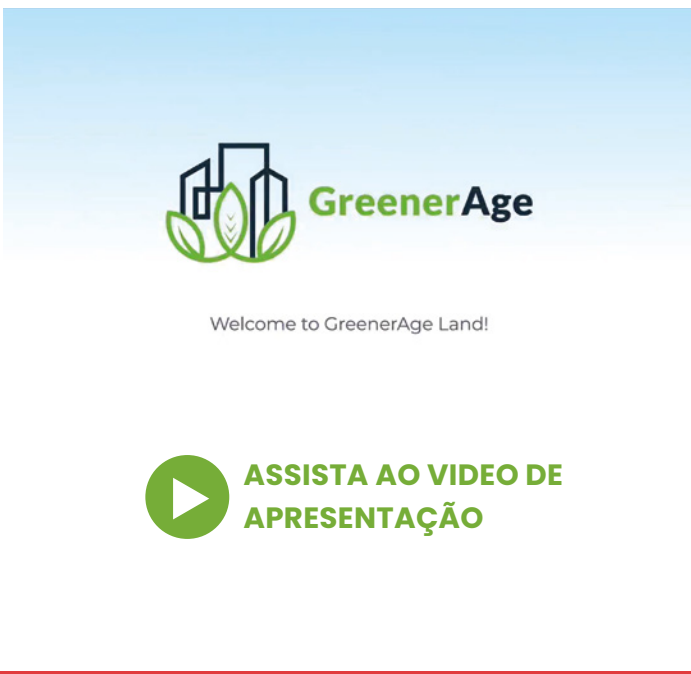 GreenerAge
Welcome to GreenerAge Land!
ASSISTA AO VIDEO DE
APRESENTAÇÃO